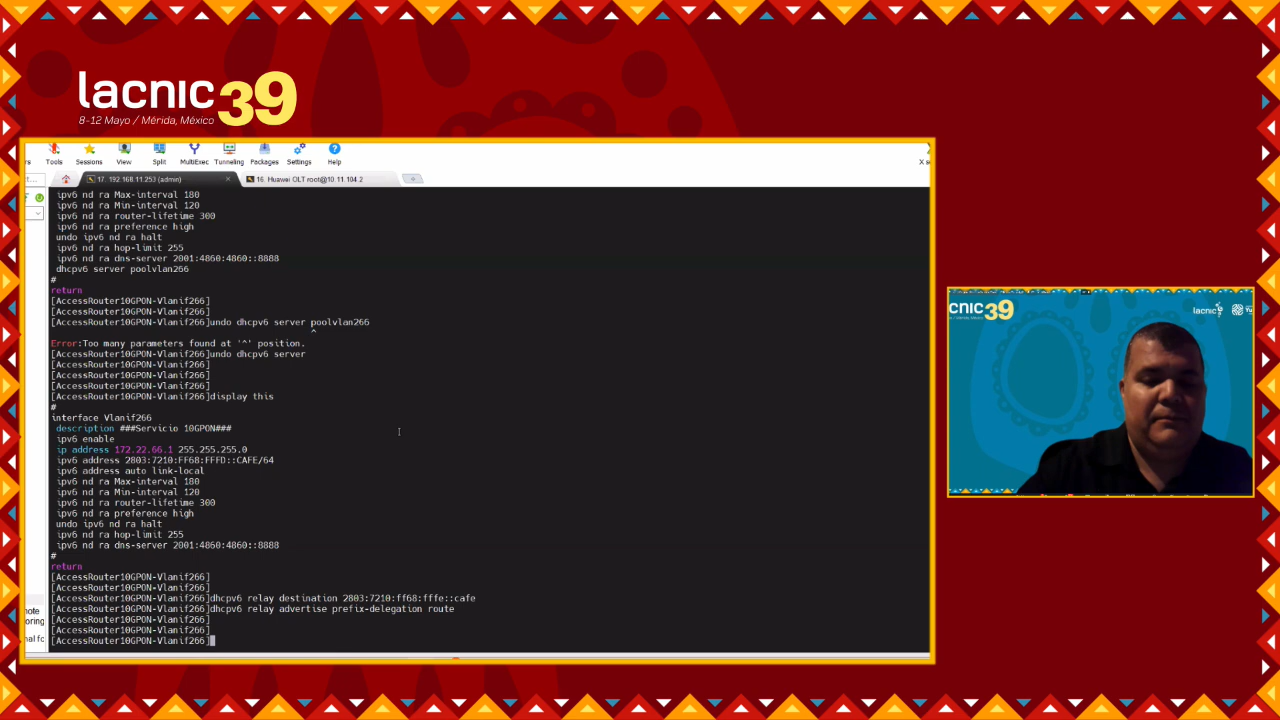 lacnic 39
8-12 Mayo / Mérida, México
Tools Sessions View Split MultiExec Tunneling Packages Settings Help
17. 192.168.11.253 (admin)
16. Huawei OLT root@10.11.104.2
ipv6 nd ra Max-interval 180
ipv6 nd ra Min-interval 120
ipv6 nd ra router-lifetime 300
ipv6 nd ra preference high
undo ipv6 nd ra halt
ipv6 nd ra hop-limit 255
ipv6 nd ra dns-server 2001:4860:4860::8888
dhcpv6 server poolvlan266
#
return
[AccessRouter10GPON-Vlanif266]
[AccessRouter10GPON-Vlanif266]
[AccessRouter10GPON-Vlanif266]undo dhcpv6 server poolvlan266
^
Error:Too many parameters found at '^' position.
[AccessRouter10GPON-Vlanif266]undo dhcpv6 server
[AccessRouter10GPON-Vlanif266]
[AccessRouter10GPON-Vlanif266]
[AccessRouter10GPON-Vlanif266]
[AccessRouter10GPON-Vlanif266]display this
#
interface Vlanif266
description ###Servicio 10GPON###
ipv6 enable
ip address 172.22.66.1 255.255.255.0
ipv6 address 2803:7210:FF68:FFFD::CAFE/64
ipv6 address auto link-local
ipv6 nd ra Max-interval 180
ipv6 nd ra Min-interval 120
ipv6 nd ra router-lifetime 300
ipv6 nd ra preference high
undo ipv6 nd ra halt
ipv6 nd ra hop-limit 255
ipv6 nd ra dns-server 2001:4860:4860::8888
#
return
[AccessRouter10GPON-Vlanif266]
[AccessRouter10GPON-Vlanif266]
[AccessRouter10GPON-Vlanif266]dhcpv6 relay destination 2803:7210:ff68:fffe::cafe
[AccessRouter10GPON-Vlanif266]dhcpv6 relay advertise prefix-delegation route
[AccessRouter10GPON-Vlanif266]
[AccessRouter10GPON-Vlanif266]
[AccessRouter10GPON-Vlanif266]
cnic 39
lacnic